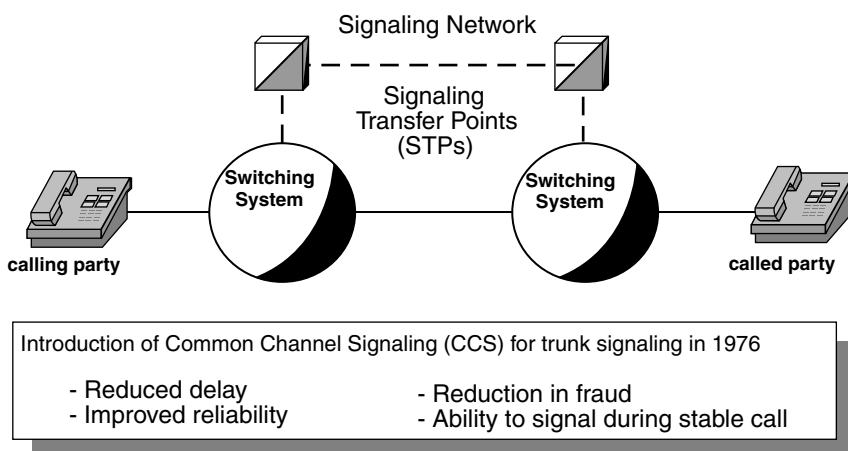 Signaling Network
Signaling
Transfer Points
(STPs)
Switching
System
Switching
System
calling party
called party
Introduction of Common Channel Signaling (CCS) for trunk signaling in 1976
- Reduced delay
- Improved reliability
- Reduction in fraud
- Ability to signal during stable call